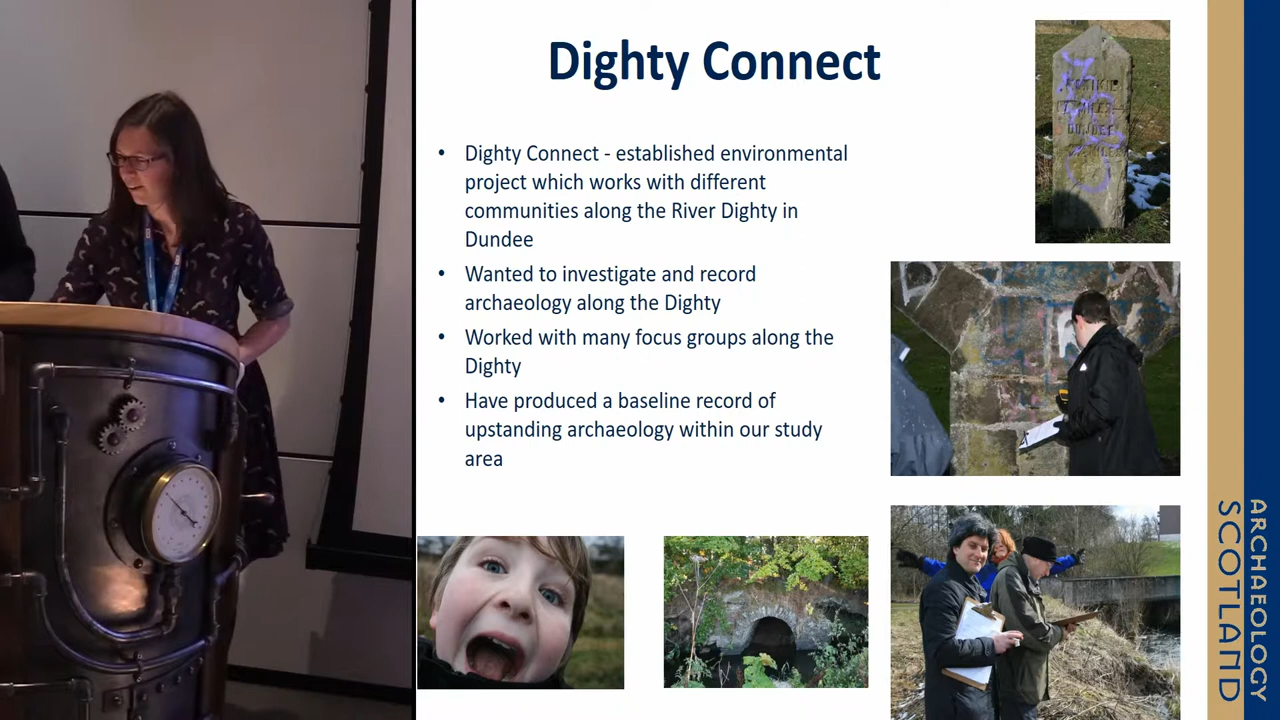 Dighty Connect
• Dighty Connect - established environmental
project which works with different
communities along the River Dighty in
Dundee
• Wanted to investigate and record
archaeology along the Dighty
• Worked with many focus groups along the
Dighty
• Have produced a baseline record of
upstanding archaeology within our study
area
DUNDEE
ARCHAEOLOGY
SCOTLAND